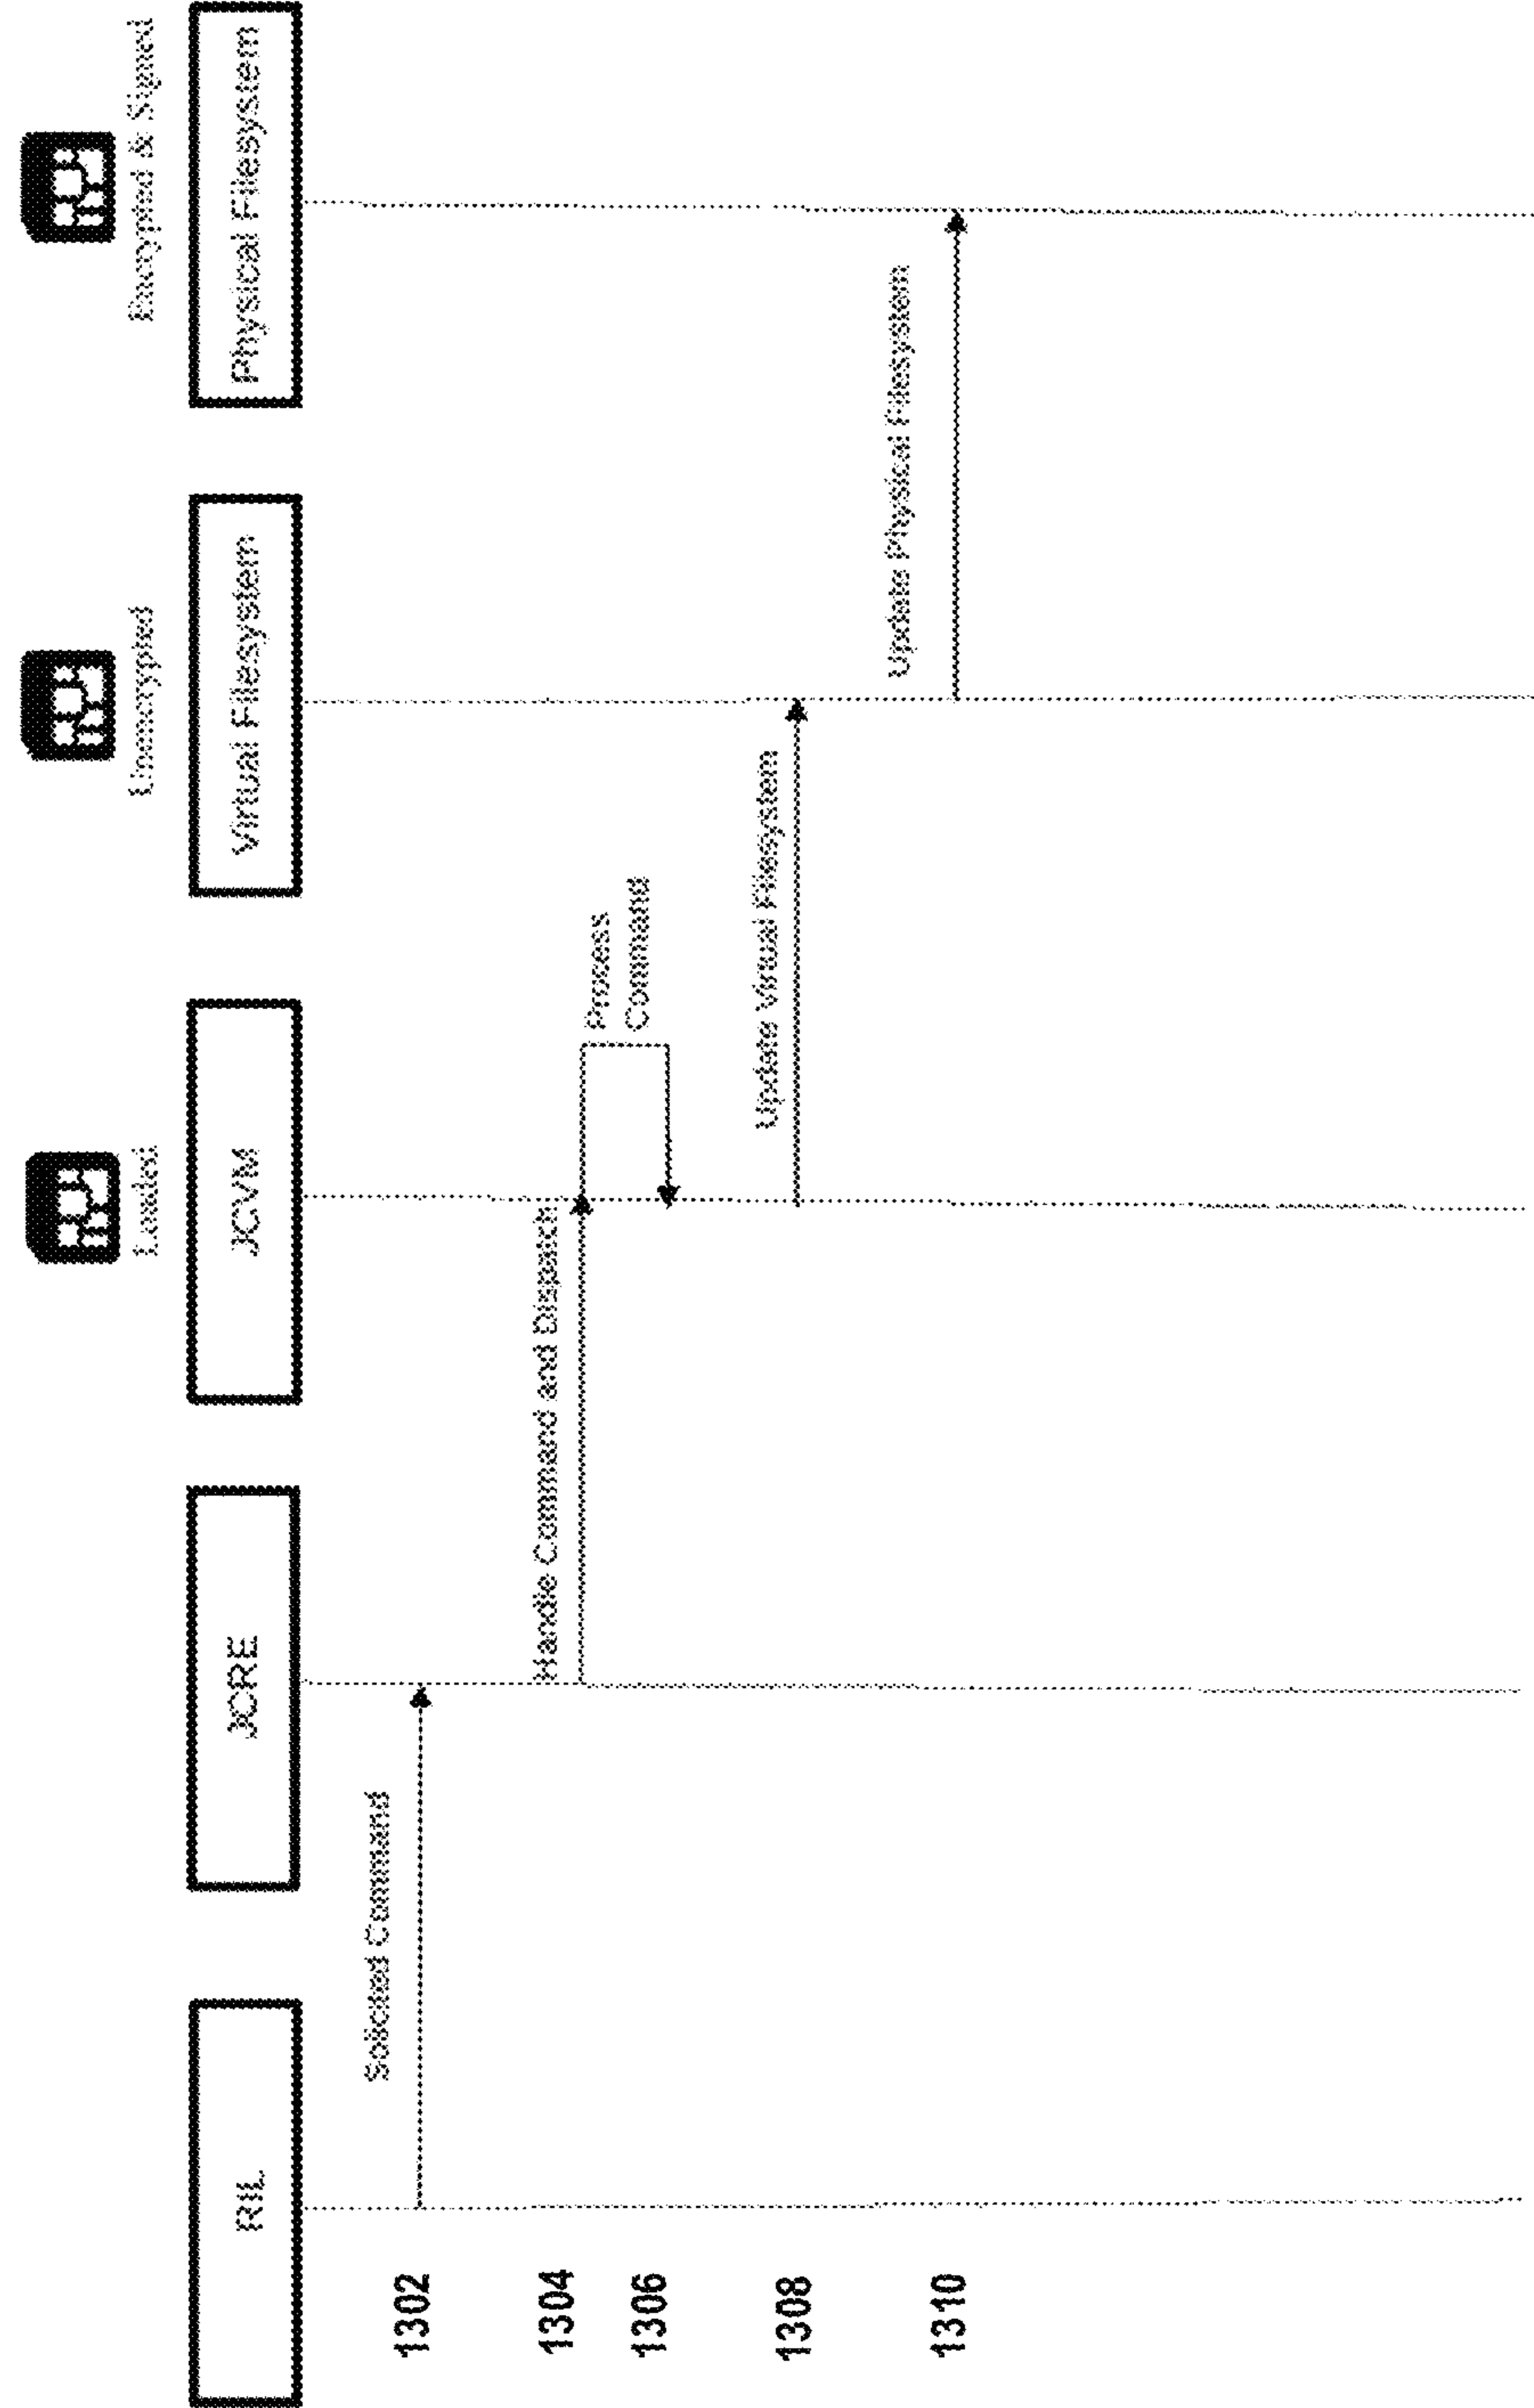 Loaded
Unecrypted
Encrypted & Signed
RIL
JCRE
JCVM
Virtual Filesystem
Physical Filesystem
1302
Solicited Command
1304
Handle Command and Dispatch
1306
Process
Command
1308
Update Virtual Filesystem
1310
Update Physical Filesystem